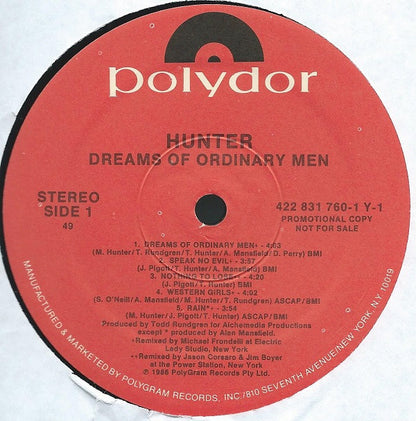 polydor
HUNTER
DREAMS OF ORDINARY MEN
STEREO
SIDE 1
49
422 831 760-1 Y-1
PROMOTIONAL COPY
NOT FOR SALE
1. DREAMS OF ORDINARY MEN+ - 4:03
(M. Hunter/T. Rundgren/T. Hunter/A. Mansfield/D. Perry) BMI
2. SPEAK NO EVIL+ - 3:57
(J. Pigott/T. Hunter/A. Mansfield) BMI
3. NOTHING TO LOSE+ - 4:20
(J. Pigott/T. Hunter) BMI
4. WESTERN GIRLS+ - 4:02
(S. O'Neill/A. Mansfield/M. Hunter/T. Rundgren) ASCAP/BMI
5. RAIN*+ - 3:54
(M. Hunter/J. Pigott/T. Hunter) ASCAP/BMI
Produced by Todd Rundgren for Alchemedia Productions
except * produced by Alan Mansfield.
+Remixed by Michael Frondelli at Electric
Lady Studio, New York
++Remixed by Jason Corsaro & Jim Boyer
at the Power Station, New York
℗ 1986 PolyGram Records Pty Ltd.
MANUFACTURED & MARKETED BY POLYGRAM RECORDS, INC./810 SEVENTH AVENUE/NEW YORK, NY. 10019